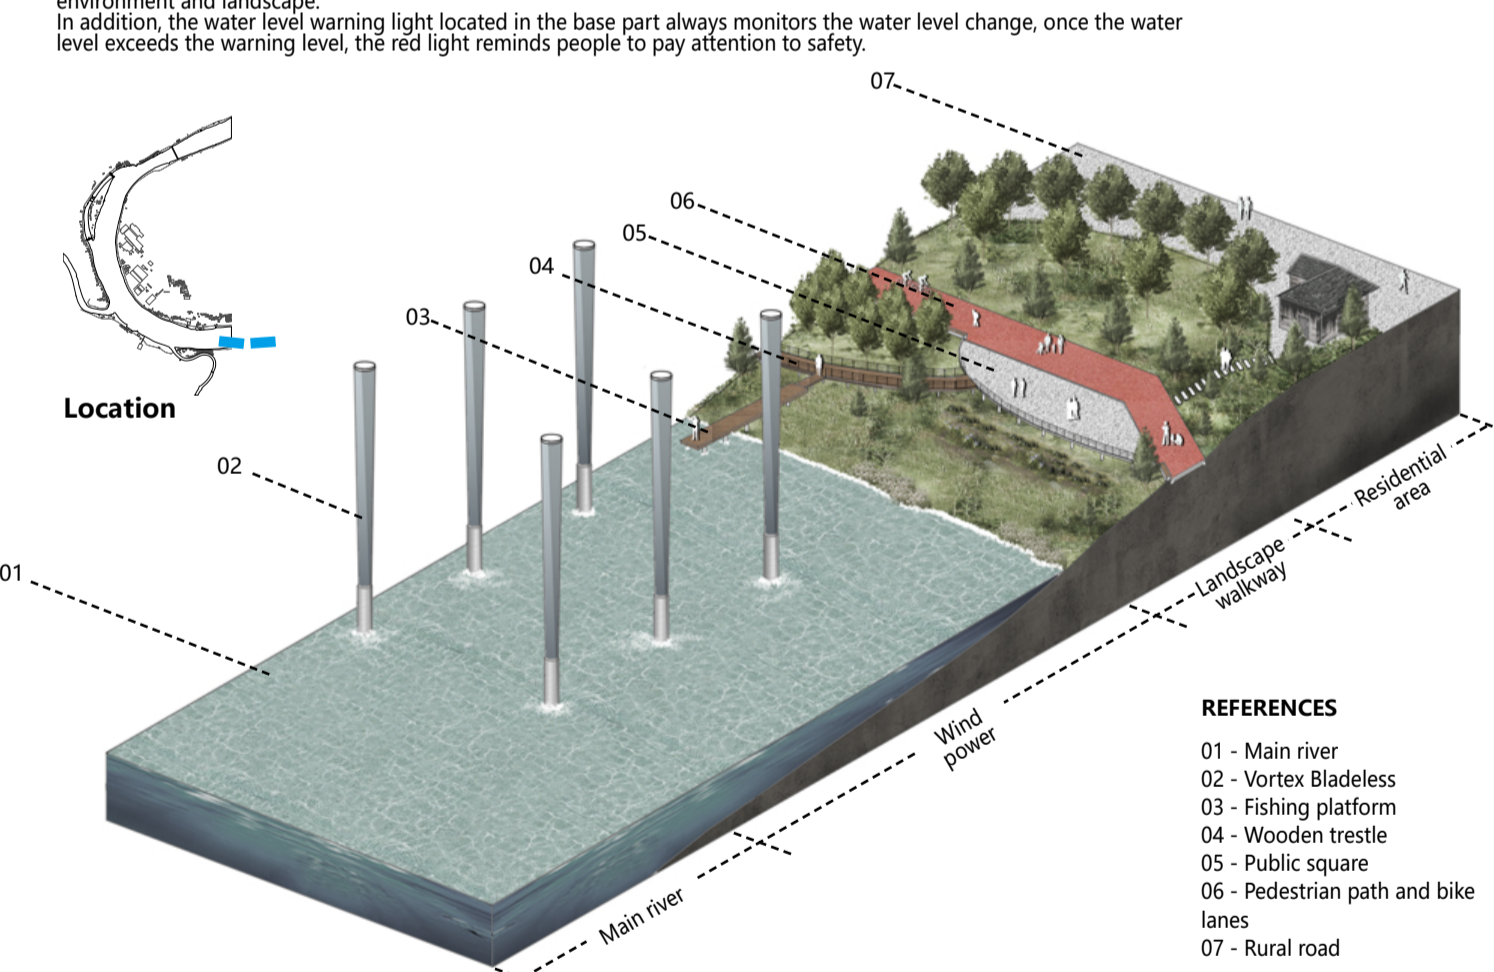 environment and landscape.
In addition, the water level warning light located in the base part always monitors the water level change, once the water
level exceeds the warning level, the red light reminds people to pay attention to safety.
07
06
05
04
03
02
01
Location
Residential
area
Landscape
walkway
Wind
power
Main river
REFERENCES
01 - Main river
02 - Vortex Bladeless
03 - Fishing platform
04 - Wooden trestle
05 - Public square
06 - Pedestrian path and bike
lanes
07 - Rural road